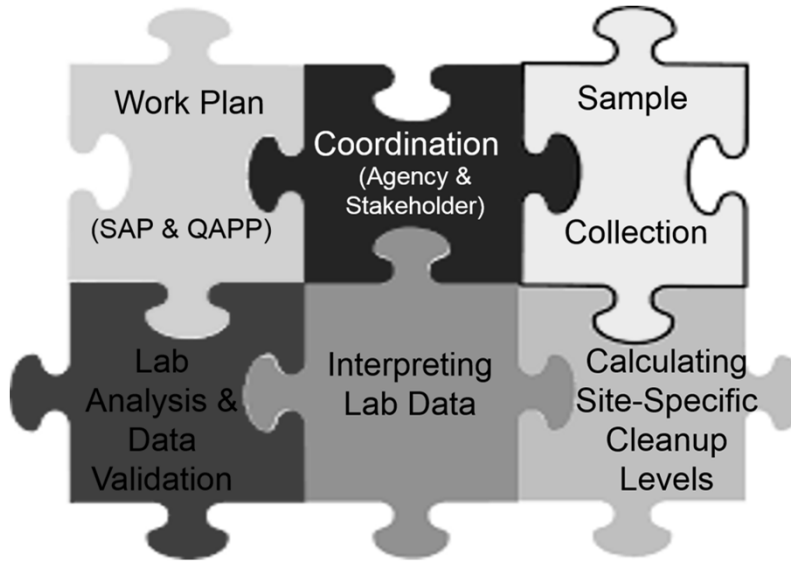 Work Plan
(SAP & QAPP)
Coordination
(Agency &
Stakeholder)
Sample
Collection
Lab
Analysis &
Data
Validation
Interpreting
Lab Data
Calculating
Site-Specific
Cleanup
Levels